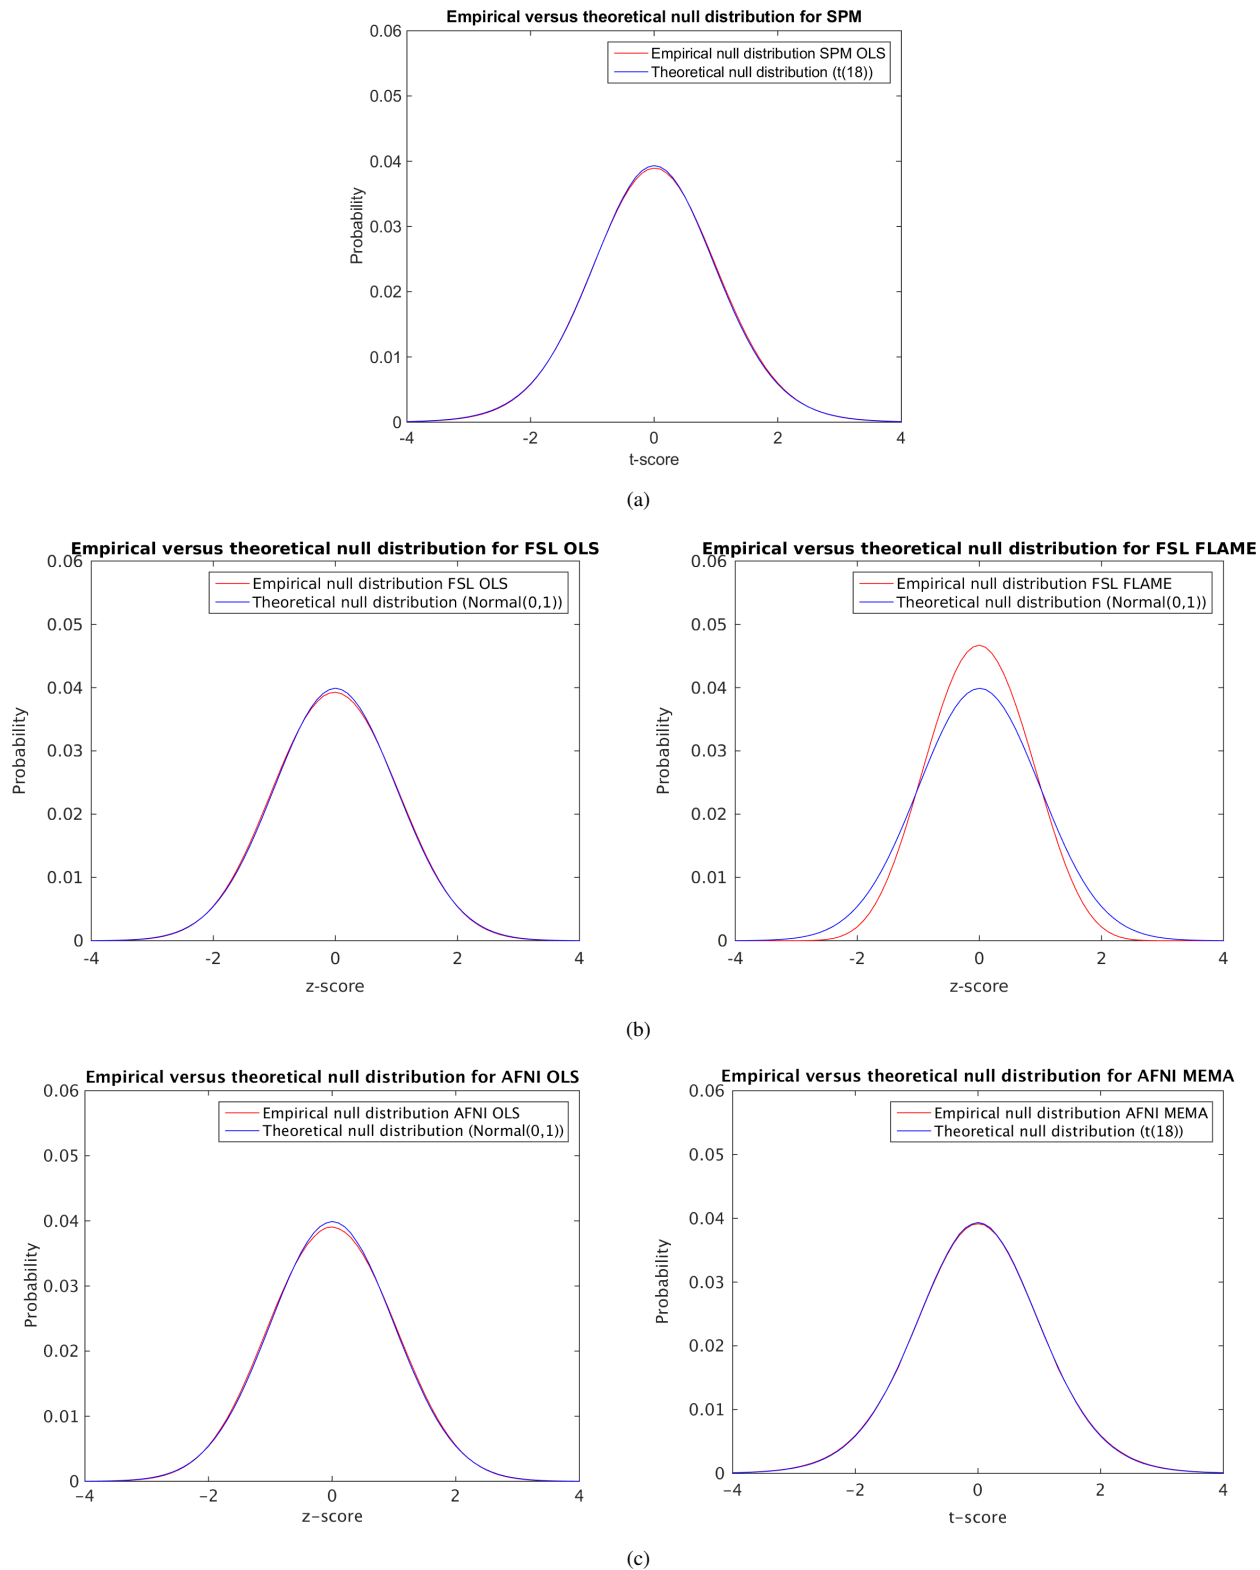 Empirical versus theoretical null distribution for SPM
0.06
Empirical null distribution SPM OLS
Theoretical null distribution (t(18))
0.05
0.04
0.03
0.02
0.01
0
Probability
-4
-2
0
2
4
t-score
(a)
Empirical versus theoretical null distribution for FSL OLS
0.06
Empirical null distribution FSL OLS
Theoretical null distribution (Normal(0,1))
0.05
0.04
0.03
0.02
0.01
0
Probability
-4
-2
0
2
4
z-score
Empirical versus theoretical null distribution for FSL FLAME
0.06
Empirical null distribution FSL FLAME
Theoretical null distribution (Normal(0,1))
0.05
0.04
0.03
0.02
0.01
0
Probability
-4
-2
0
2
4
z-score
(b)
Empirical versus theoretical null distribution for AFNI OLS
0.06
Empirical null distribution AFNI OLS
Theoretical null distribution (Normal(0,1))
0.05
0.04
0.03
0.02
0.01
0
Probability
−4
−2
0
2
4
z−score
Empirical versus theoretical null distribution for AFNI MEMA
0.06
Empirical null distribution AFNI MEMA
Theoretical null distribution (t(18))
0.05
0.04
0.03
0.02
0.01
0
Probability
−4
−2
0
2
4
t−score
(c)